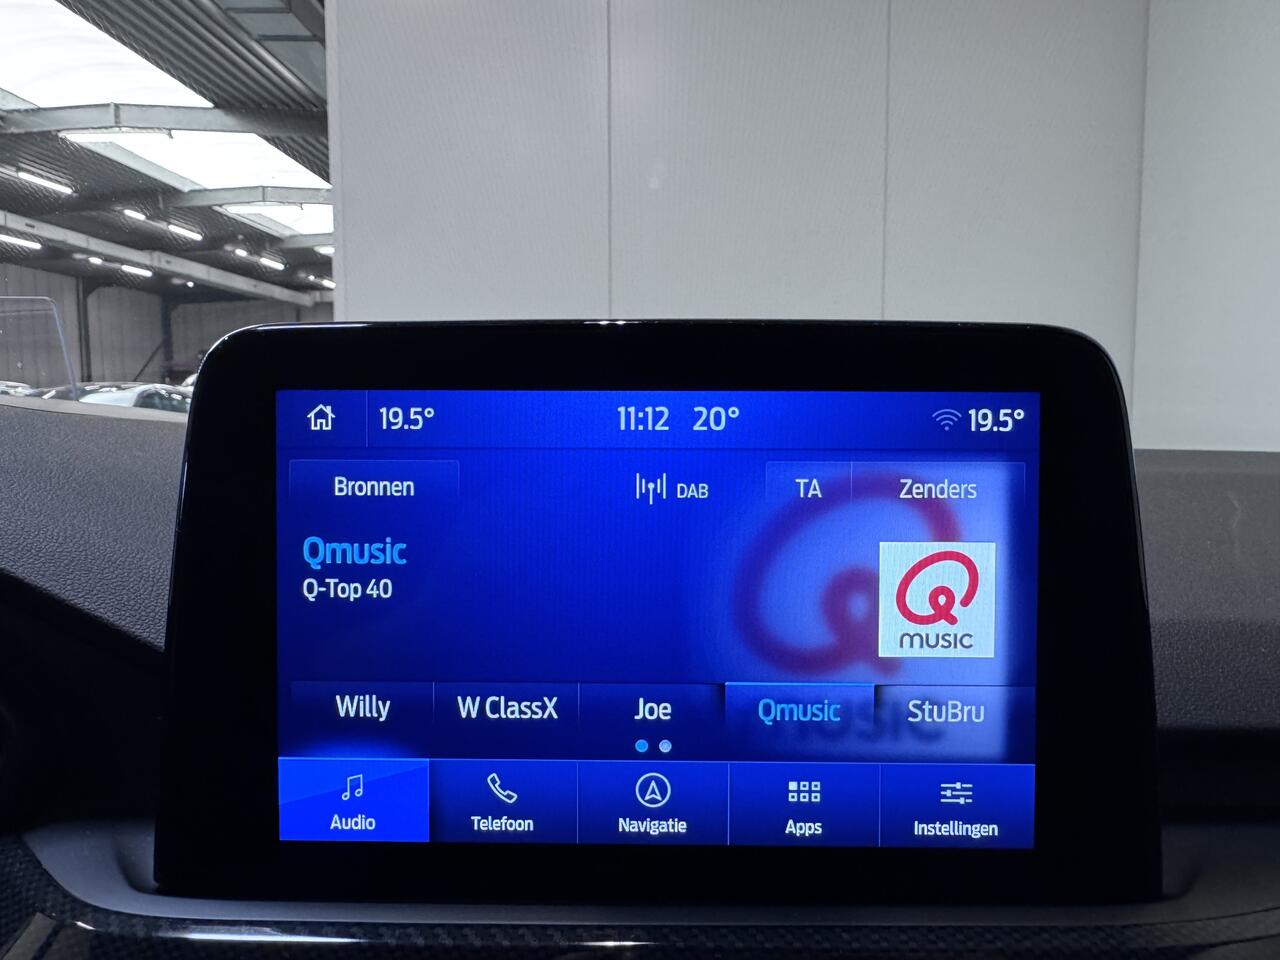 19.5° 11:12 20° 19.5°
Bronnen DAB TA Zenders
Qmusic
Q-Top 40
MUSIC
Willy W ClassX Joe Qmusic StuBru
Audio Telefoon Navigatie Apps Instellingen